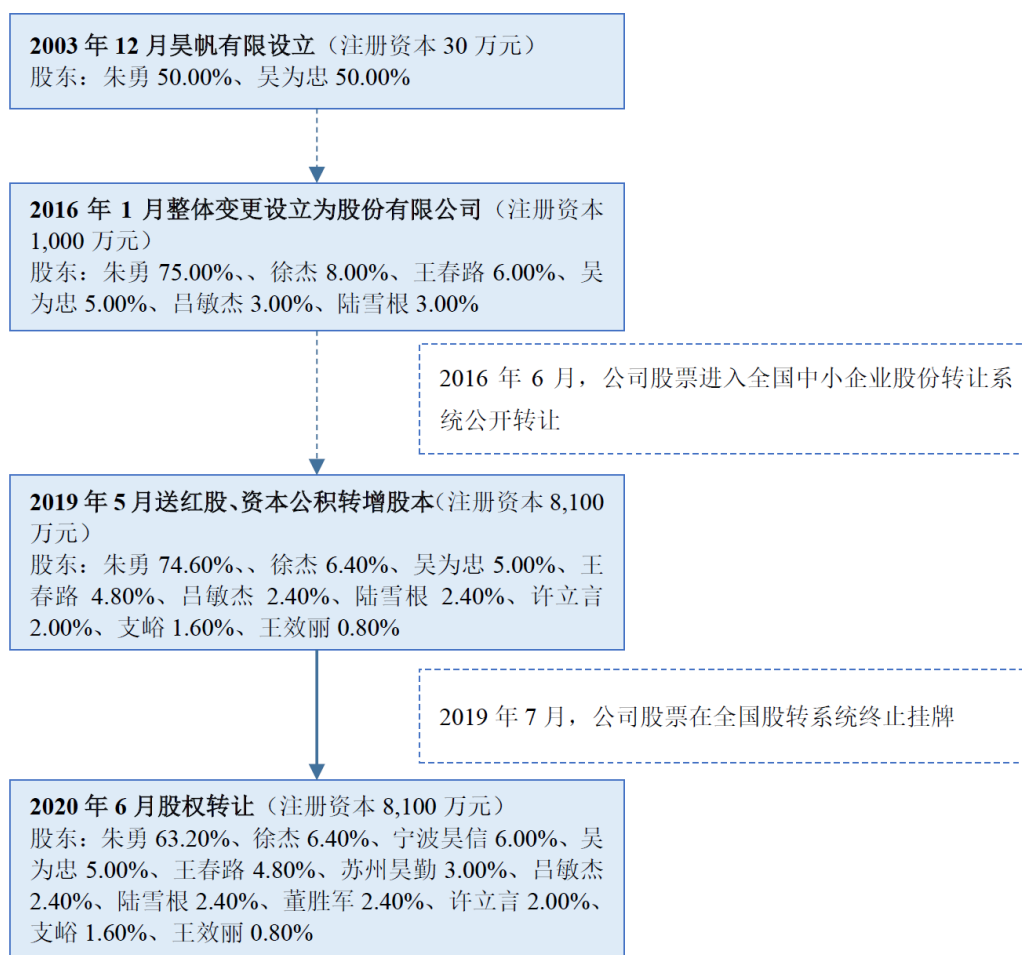 2003 年 12 月昊帆有限设立（注册资本 30 万元）
股东：朱勇 50.00%、吴为忠 50.00%
2016 年 1 月整体变更设立为股份有限公司（注册资本
1,000 万元）
股东：朱勇 75.00%、、徐杰 8.00%、王春路 6.00%、吴
为忠 5.00%、吕敏杰 3.00%、陆雪根 3.00%
2016 年 6 月，公司股票进入全国中小企业股份转让系
统公开转让
2019 年 5 月送红股、资本公积转增股本（注册资本 8,100
万元）
股东：朱勇 74.60%、、徐杰 6.40%、吴为忠 5.00%、王
春路 4.80%、吕敏杰 2.40%、陆雪根 2.40%、许立言
2.00%、支峪 1.60%、王效丽 0.80%
2019 年 7 月，公司股票在全国股转系统终止挂牌
2020 年 6 月股权转让（注册资本 8,100 万元）
股东：朱勇 63.20%、徐杰 6.40%、宁波昊信 6.00%、吴
为忠 5.00%、王春路 4.80%、苏州昊勤 3.00%、吕敏杰
2.40%、陆雪根 2.40%、董胜军 2.40%、许立言 2.00%、
支峪 1.60%、王效丽 0.80%